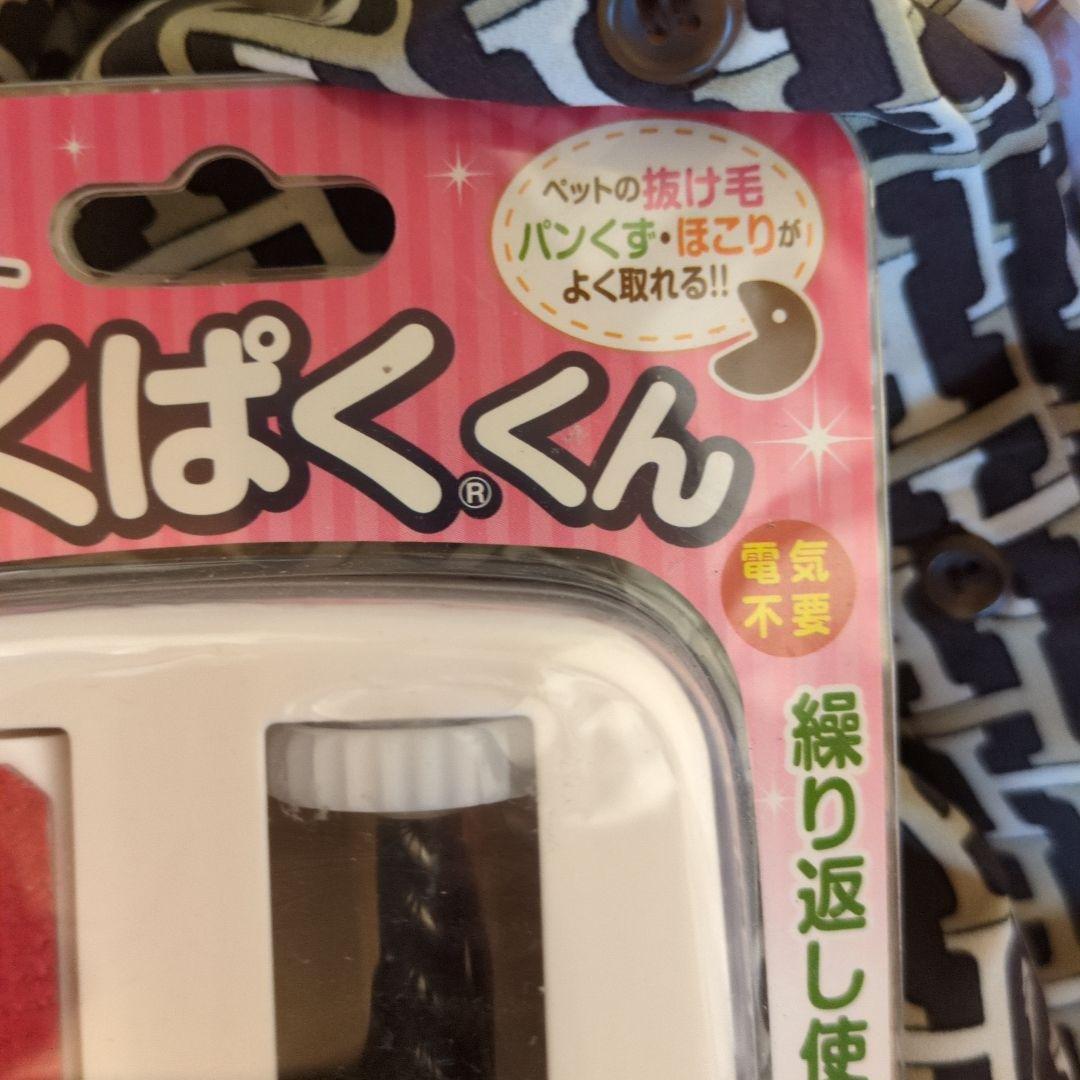 ペットの抜け毛
パンくず・ほこりが
よく取れる!!
くぱくくん®
電気
不要
繰り返し使